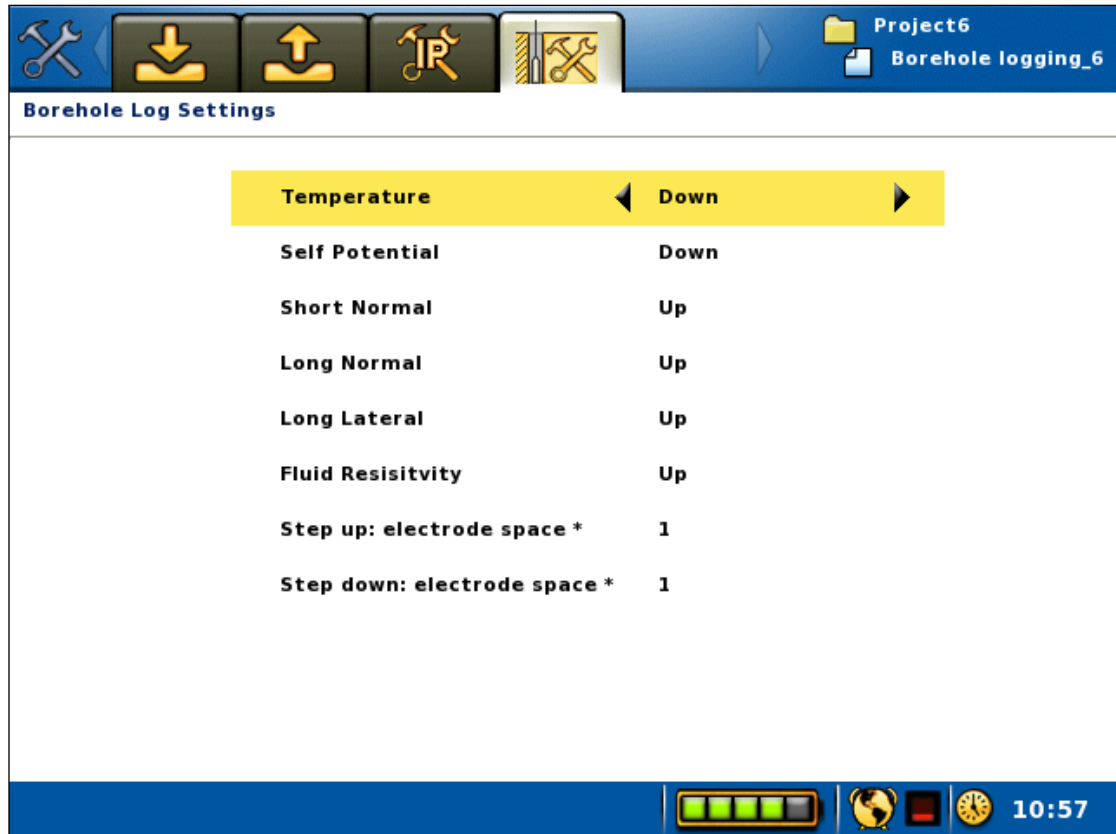 IR
Project6
Borehole logging_6
Borehole Log Settings
Temperature Down
Self Potential Down
Short Normal Up
Long Normal Up
Long Lateral Up
Fluid Resisitvity Up
Step up: electrode space * 1
Step down: electrode space * 1
10:57